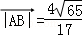 |AB| = 4√65/17